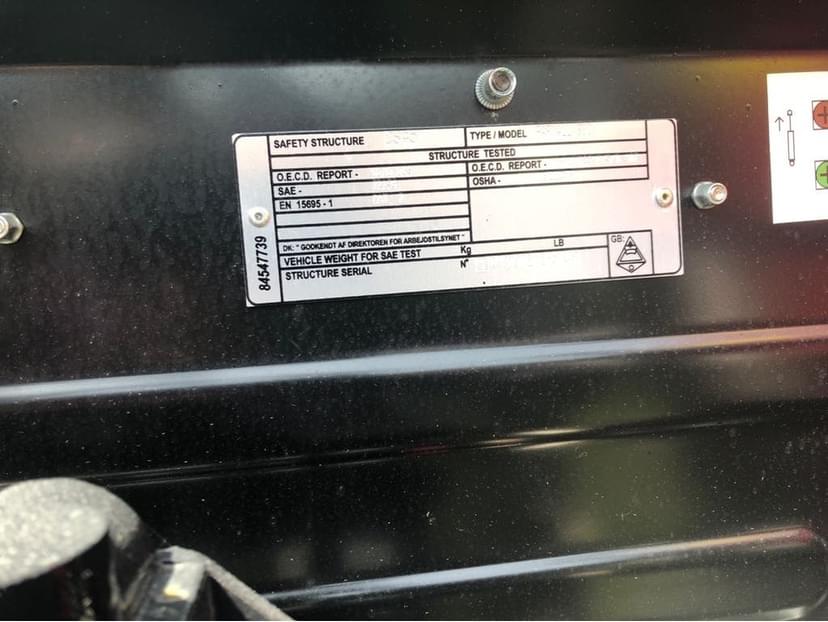 SAFETY STRUCTURE
TYPE / MODEL
STRUCTURE TESTED
O.E.C.D. REPORT -
O.E.C.D. REPORT -
SAE -
OSHA -
EN 15695 - 1
DK: " GODKENDT AF DIREKTOREN FOR ARBEJDSTILSYNET "
VEHICLE WEIGHT FOR SAE TEST Kg LB
STRUCTURE SERIAL N°
GB:
84547739